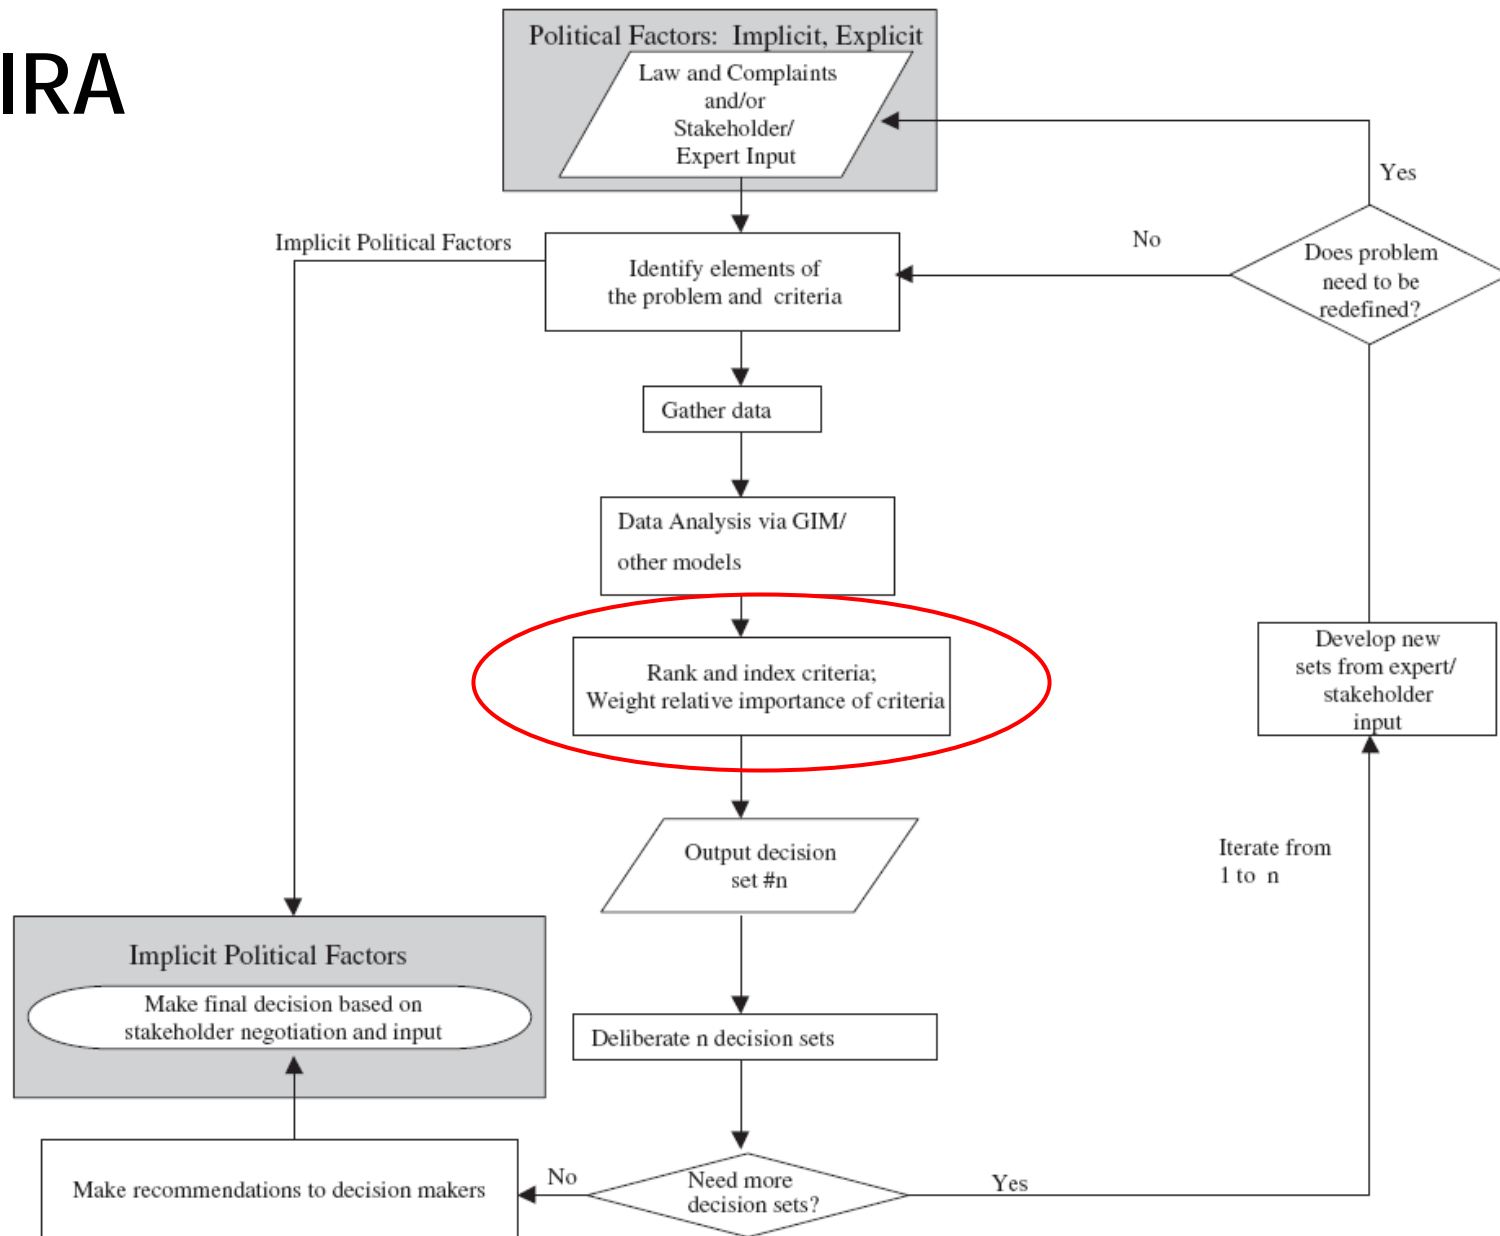 IRA
Political Factors: Implicit, Explicit
Law and Complaints
and/or
Stakeholder/
Expert Input
Yes
Implicit Political Factors
No
Identify elements of
the problem and criteria
Does problem
need to be
redefined?
Gather data
Data Analysis via GIM/
other models
Rank and index criteria;
Weight relative importance of criteria
Develop new
sets from expert/
stakeholder
input
Output decision
set #n
Iterate from
1 to n
Implicit Political Factors
Make final decision based on
stakeholder negotiation and input
Deliberate n decision sets
Make recommendations to decision makers
No
Need more
decision sets?
Yes